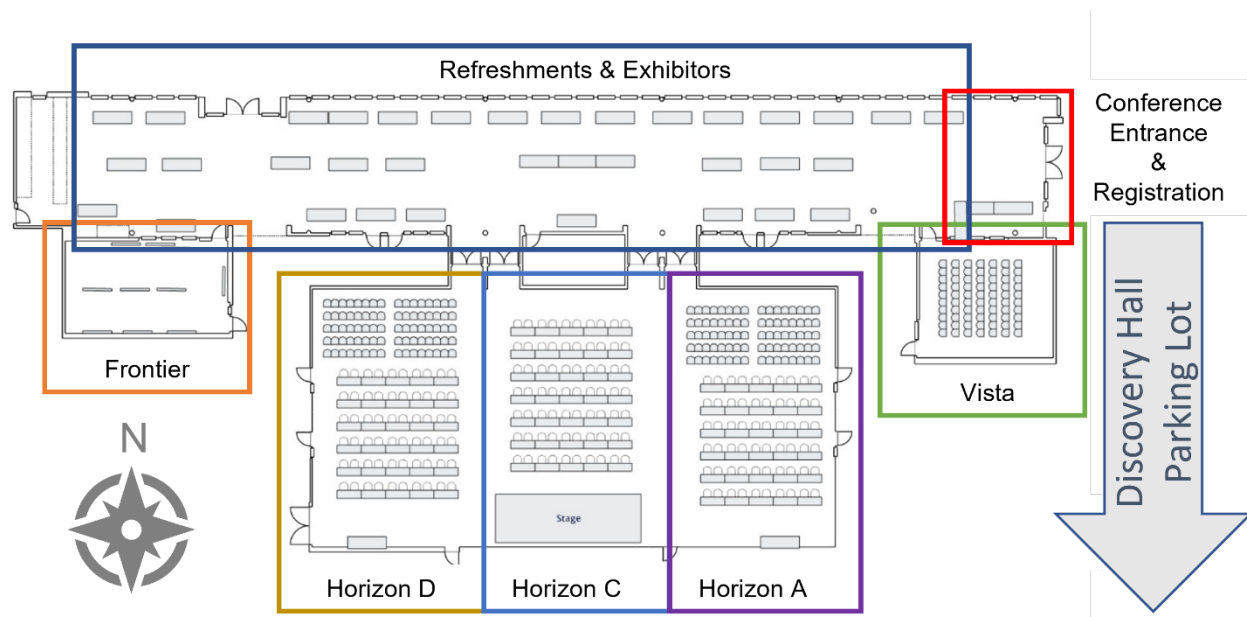 Refreshments & Exhibitors
Conference
Entrance
&
Registration
Frontier
Vista
Discovery Hall
Parking Lot
N
Stage
Horizon D
Horizon C
Horizon A